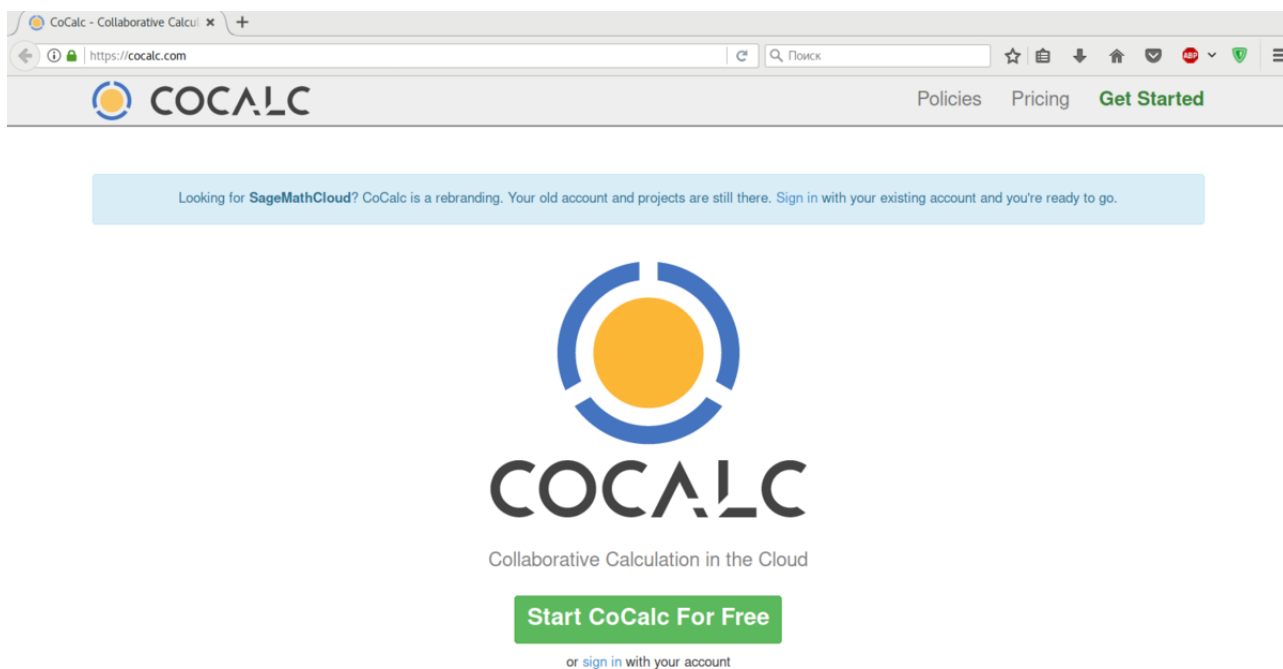 CoCalc - Collaborative Calcul
https://cocalc.com
Поиск
ABP
COCALC
Policies Pricing Get Started
Looking for SageMathCloud? CoCalc is a rebranding. Your old account and projects are still there. Sign in with your existing account and you're ready to go.
COCALC
Collaborative Calculation in the Cloud
Start CoCalc For Free
or sign in with your account